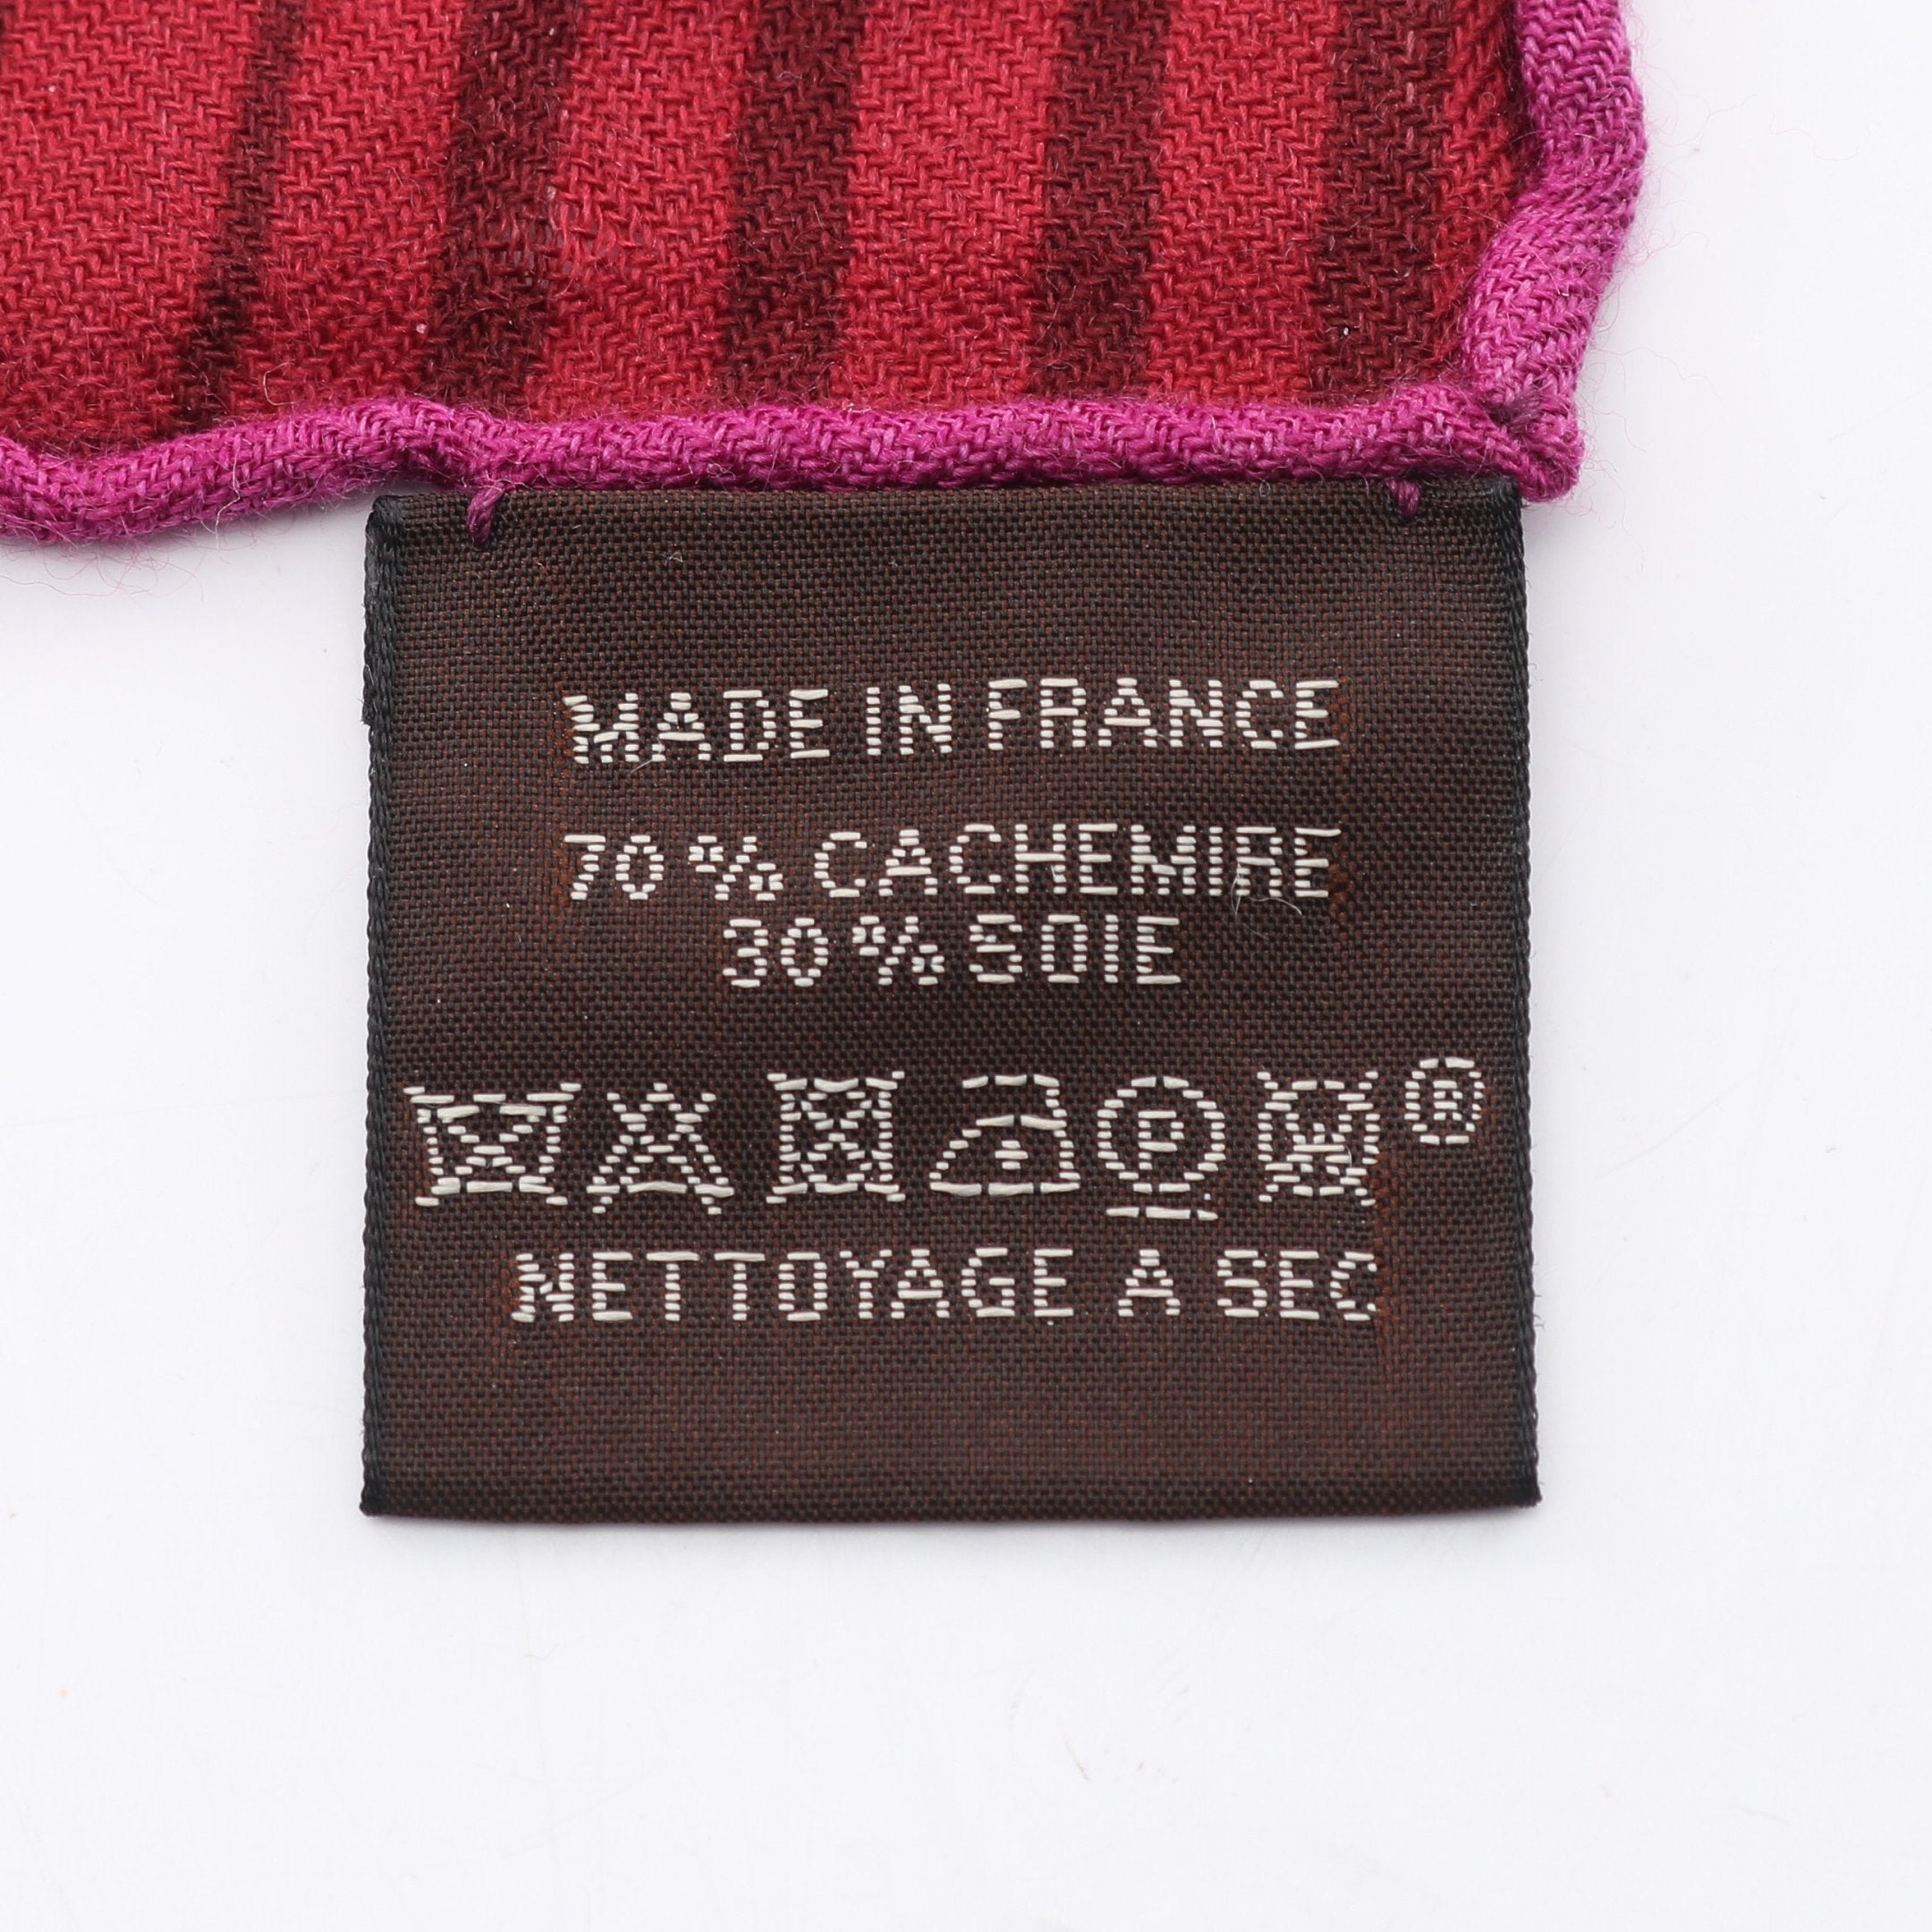 MADE IN FRANCE
70% CACHEMIRE
30% SOIE
P W ®
NETTOYAGE A SEC